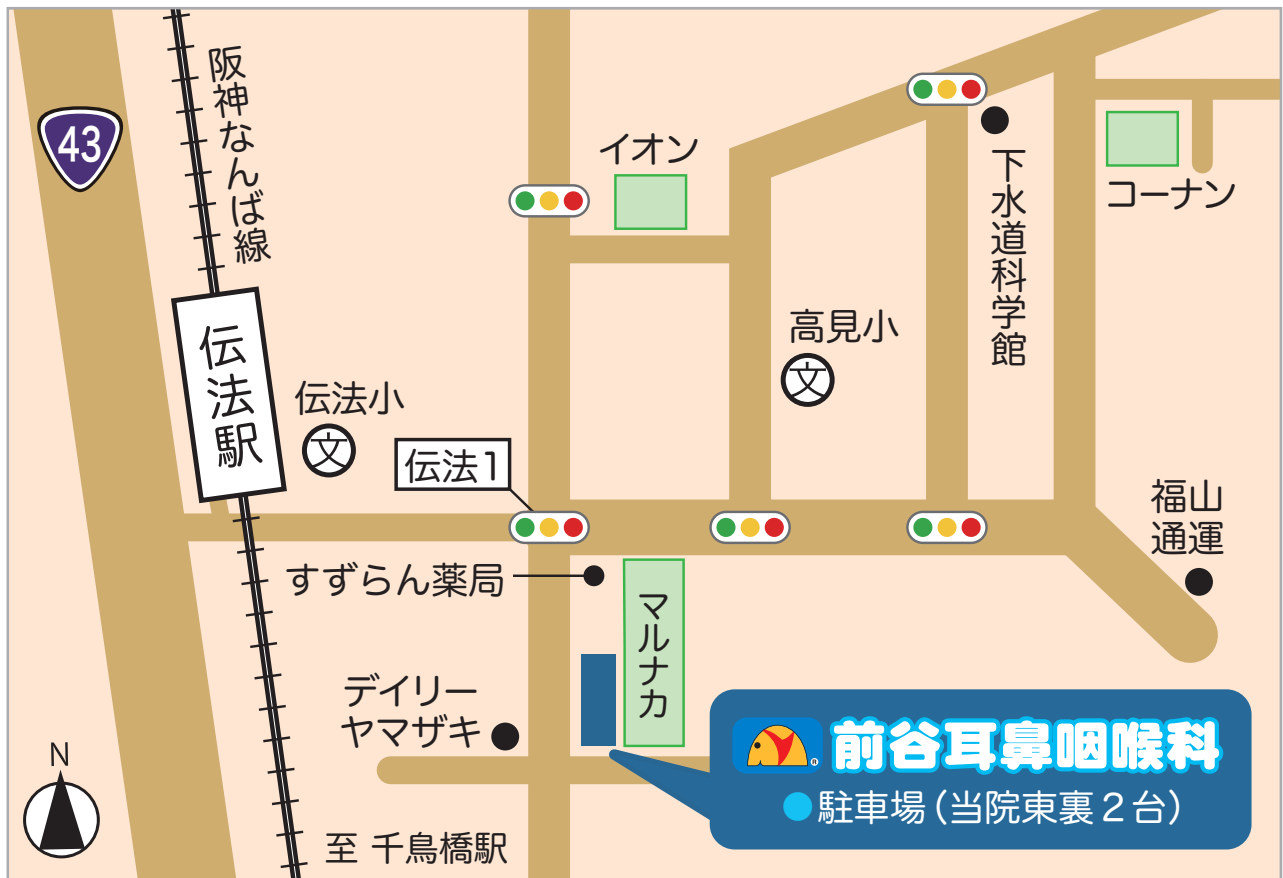 43
阪神なんば線
イオン
下水道科学館
コーナン
高見小
文
伝法駅
伝法小
文
伝法1
福山
通運
すずらん薬局
マルナカ
デイリー
ヤマザキ
前谷耳鼻咽喉科
®
●駐車場(当院東裏2台)
N
至 千鳥橋駅